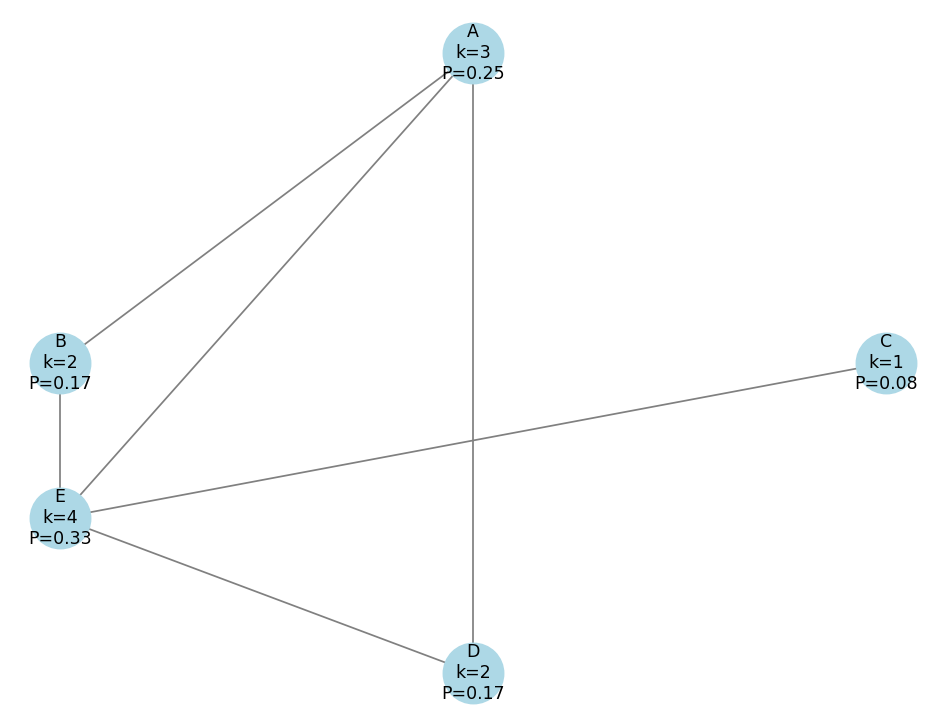 A
k=3
P=0.25
B
k=2
P=0.17
C
k=1
P=0.08
E
k=4
P=0.33
D
k=2
P=0.17